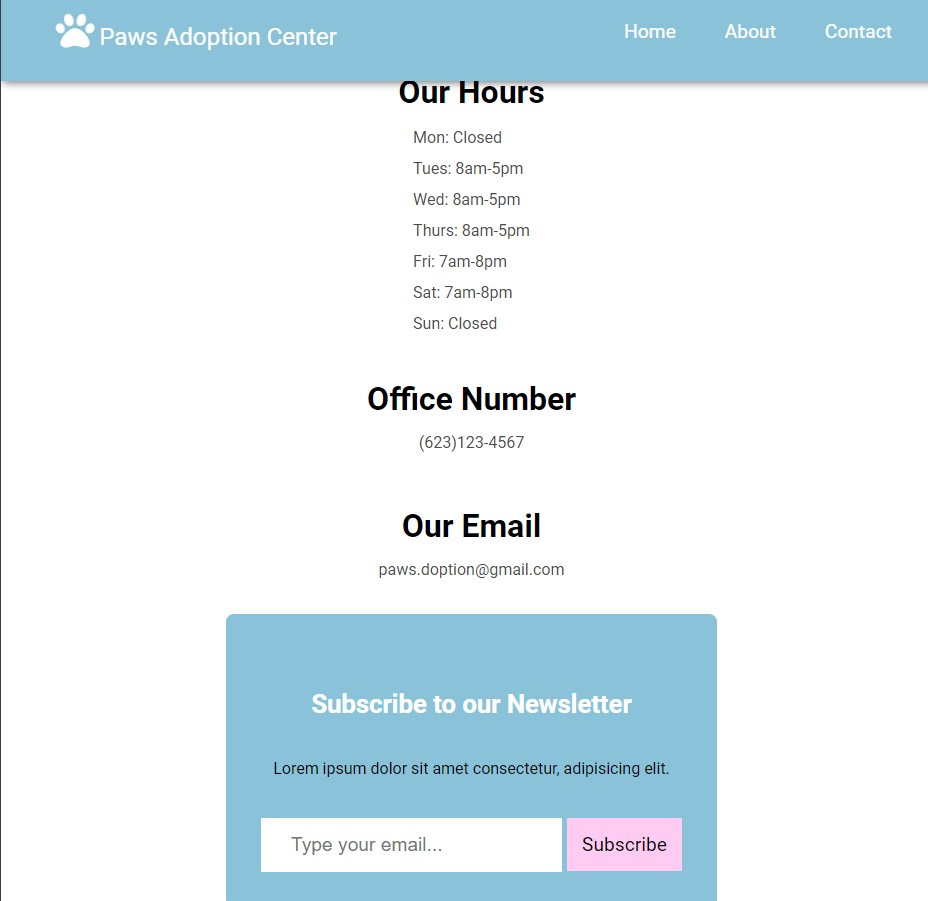 Paws Adoption Center
Home About Contact
Our Hours
Mon: Closed
Tues: 8am-5pm
Wed: 8am-5pm
Thurs: 8am-5pm
Fri: 7am-8pm
Sat: 7am-8pm
Sun: Closed
Office Number
(623)123-4567
Our Email
paws.doption@gmail.com
Subscribe to our Newsletter
Lorem ipsum dolor sit amet consectetur, adipisicing elit.
Type your email... Subscribe